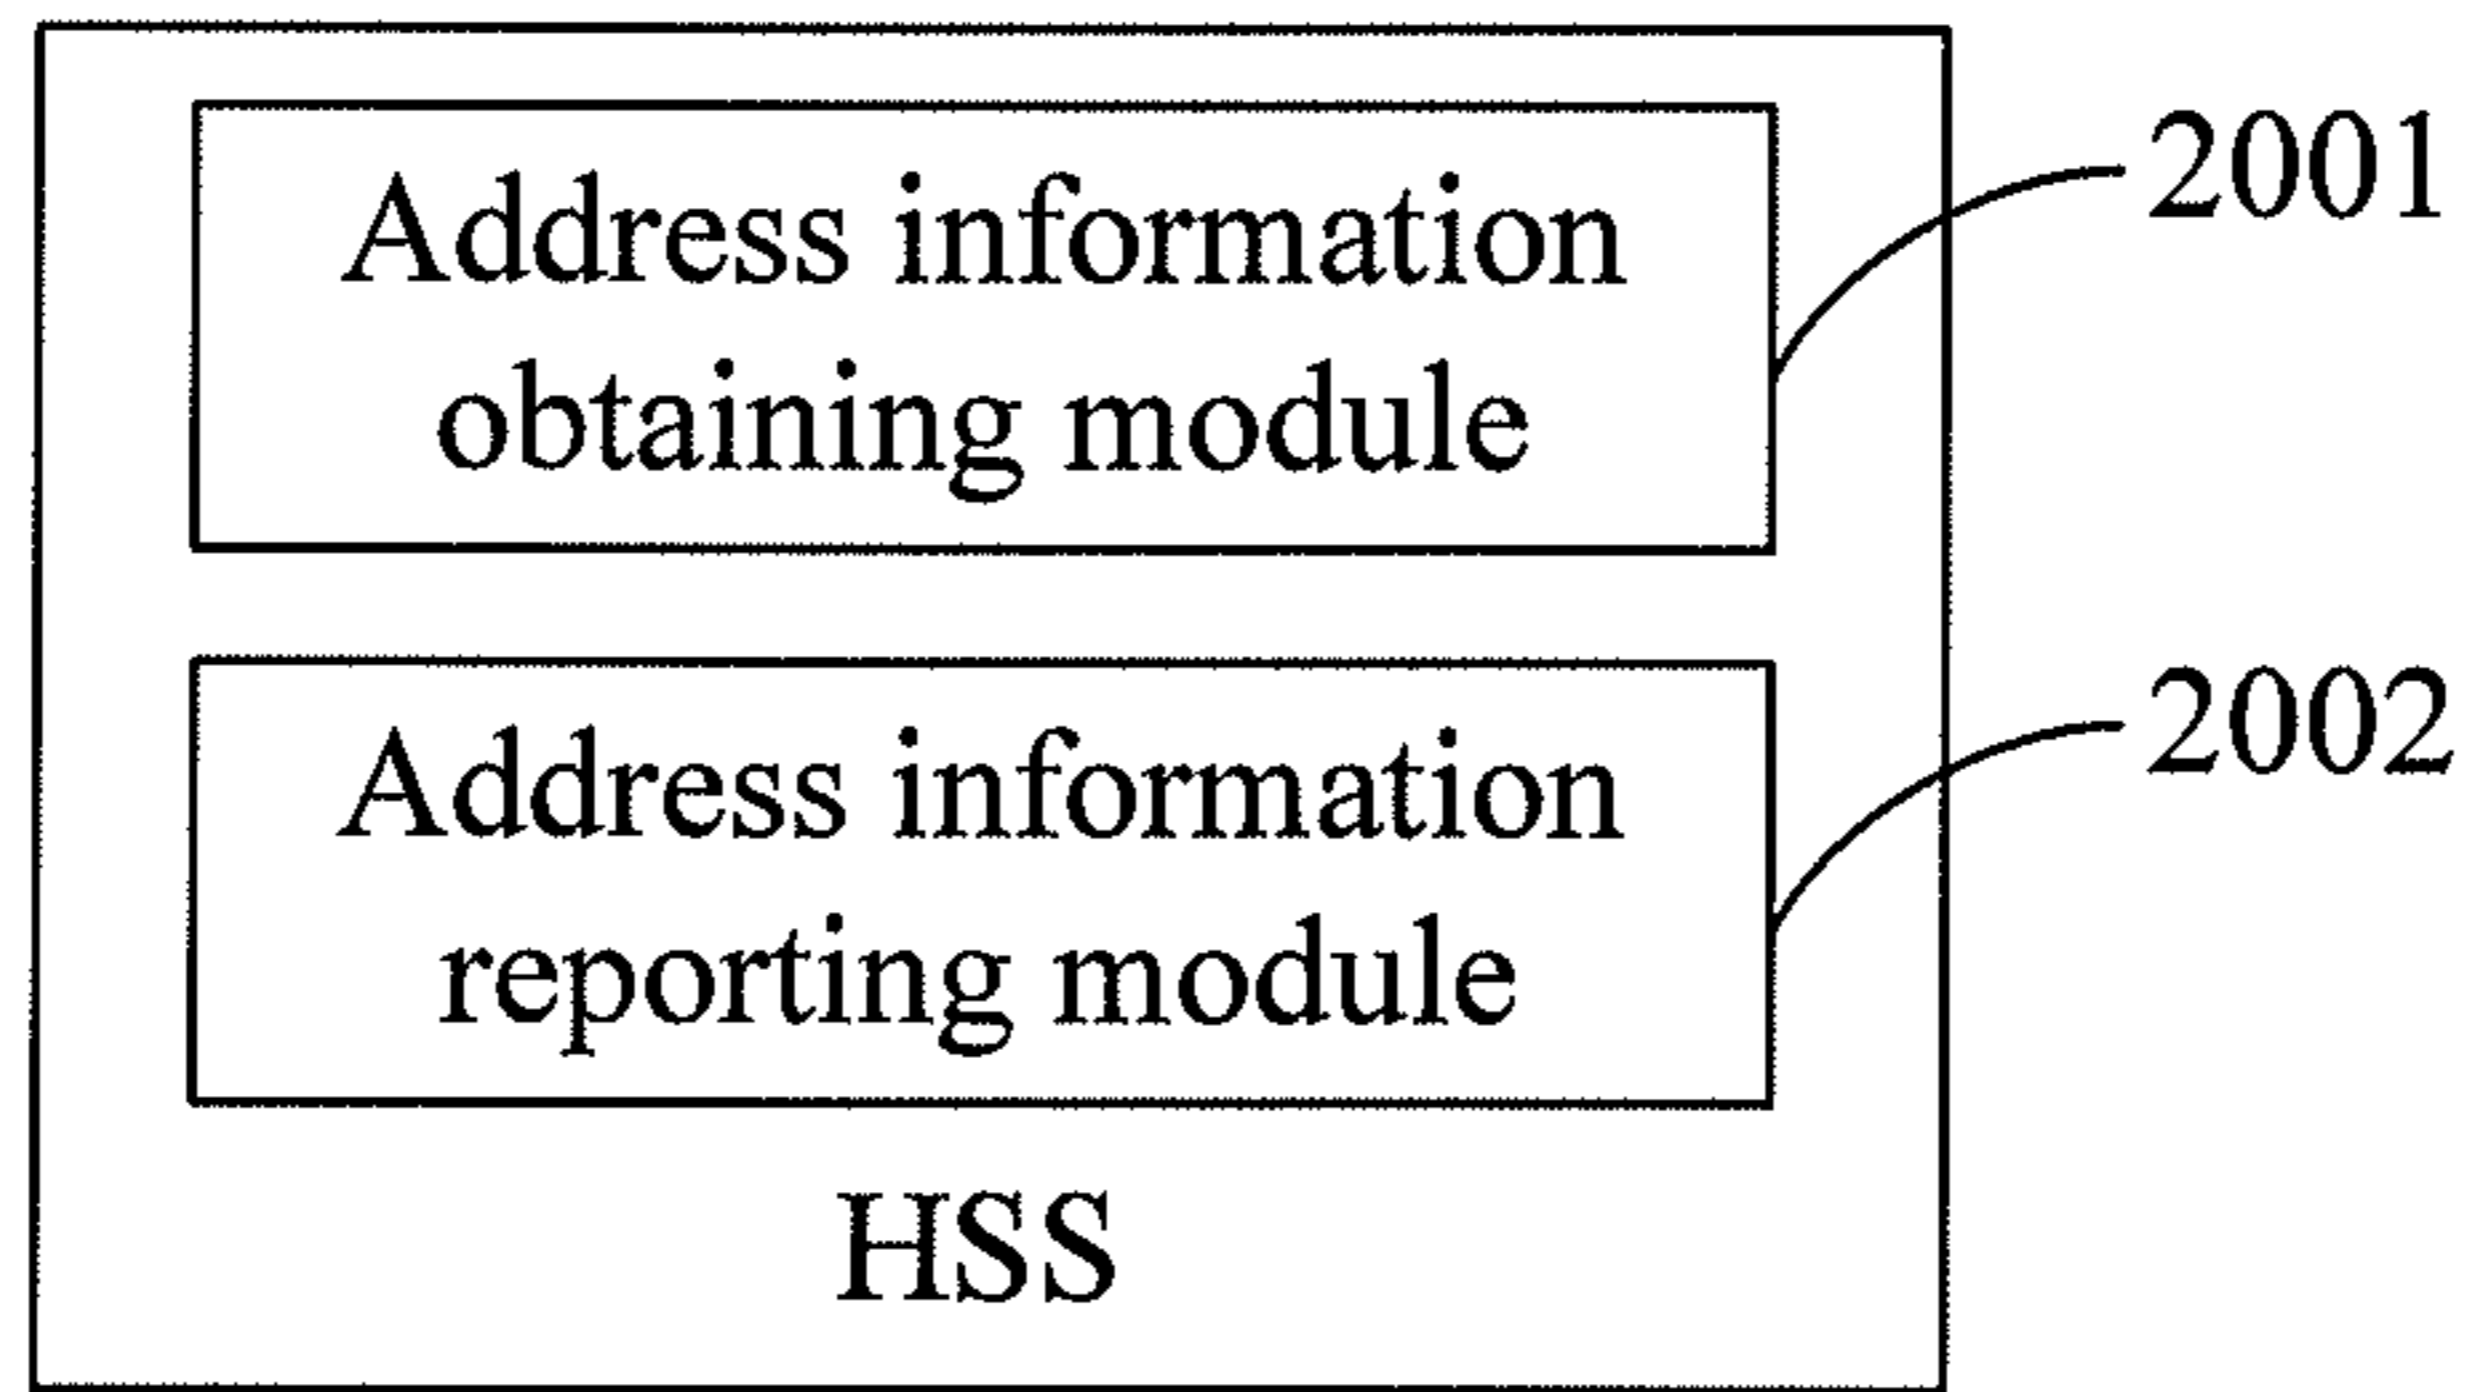 Address information
obtaining module
2001
Address information
reporting module
2002
HSS